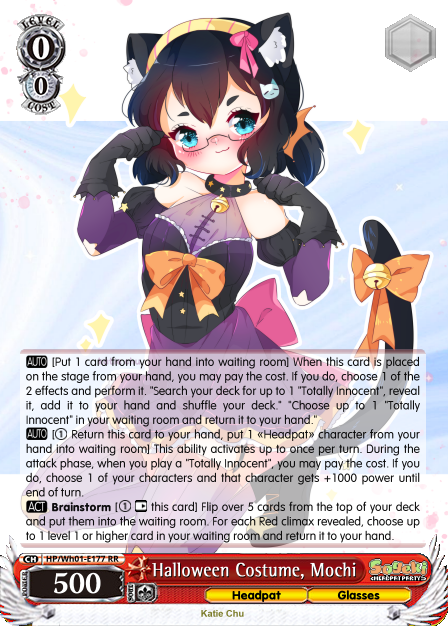 LEVEL
0
0
COST
AUTO [Put 1 card from your hand into waiting room] When this card is placed
on the stage from your hand, you may pay the cost. If you do, choose 1 of the
2 effects and perform it. "Search your deck for up to 1 "Totally Innocent", reveal
it, add it to your hand and shuffle your deck." "Choose up to 1 "Totally
Innocent" in your waiting room and return it to your hand."
AUTO [① Return this card to your hand, put 1 «Headpat» character from your
hand into waiting room] This ability activates up to once per turn. During the
attack phase, when you play a "Totally Innocent", you may pay the cost. If you
do, choose 1 of your characters and that character gets +1000 power until
end of turn.
ACT Brainstorm [① this card] Flip over 5 cards from the top of your deck
and put them into the waiting room. For each Red climax revealed, choose up
to 1 level 1 or higher card in your waiting room and return it to your hand.
CH HP/Wh01-E177 RR
POWER 500 SOUL Halloween Costume, Mochi
HEADPAT PARTY
Headpat Glasses
Katie Chu